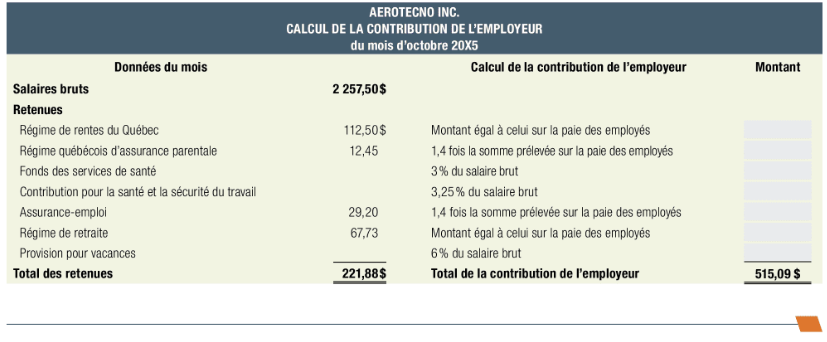 AEROTECNO INC.
CALCUL DE LA CONTRIBUTION DE L’EMPLOYEUR
du mois d’octobre 20X5
Données du mois Calcul de la contribution de l’employeur Montant
Salaires bruts 2 257,50 $
Retenues
Régime de rentes du Québec 112,50 $ Montant égal à celui sur la paie des employés
Régime québécois d’assurance parentale 12,45 1,4 fois la somme prélevée sur la paie des employés
Fonds des services de santé 3 % du salaire brut
Contribution pour la santé et la sécurité du travail 3,25 % du salaire brut
Assurance-emploi 29,20 1,4 fois la somme prélevée sur la paie des employés
Régime de retraite 67,73 Montant égal à celui sur la paie des employés
Provision pour vacances 6 % du salaire brut
Total des retenues 221,88 $ Total de la contribution de l’employeur 515,09 $